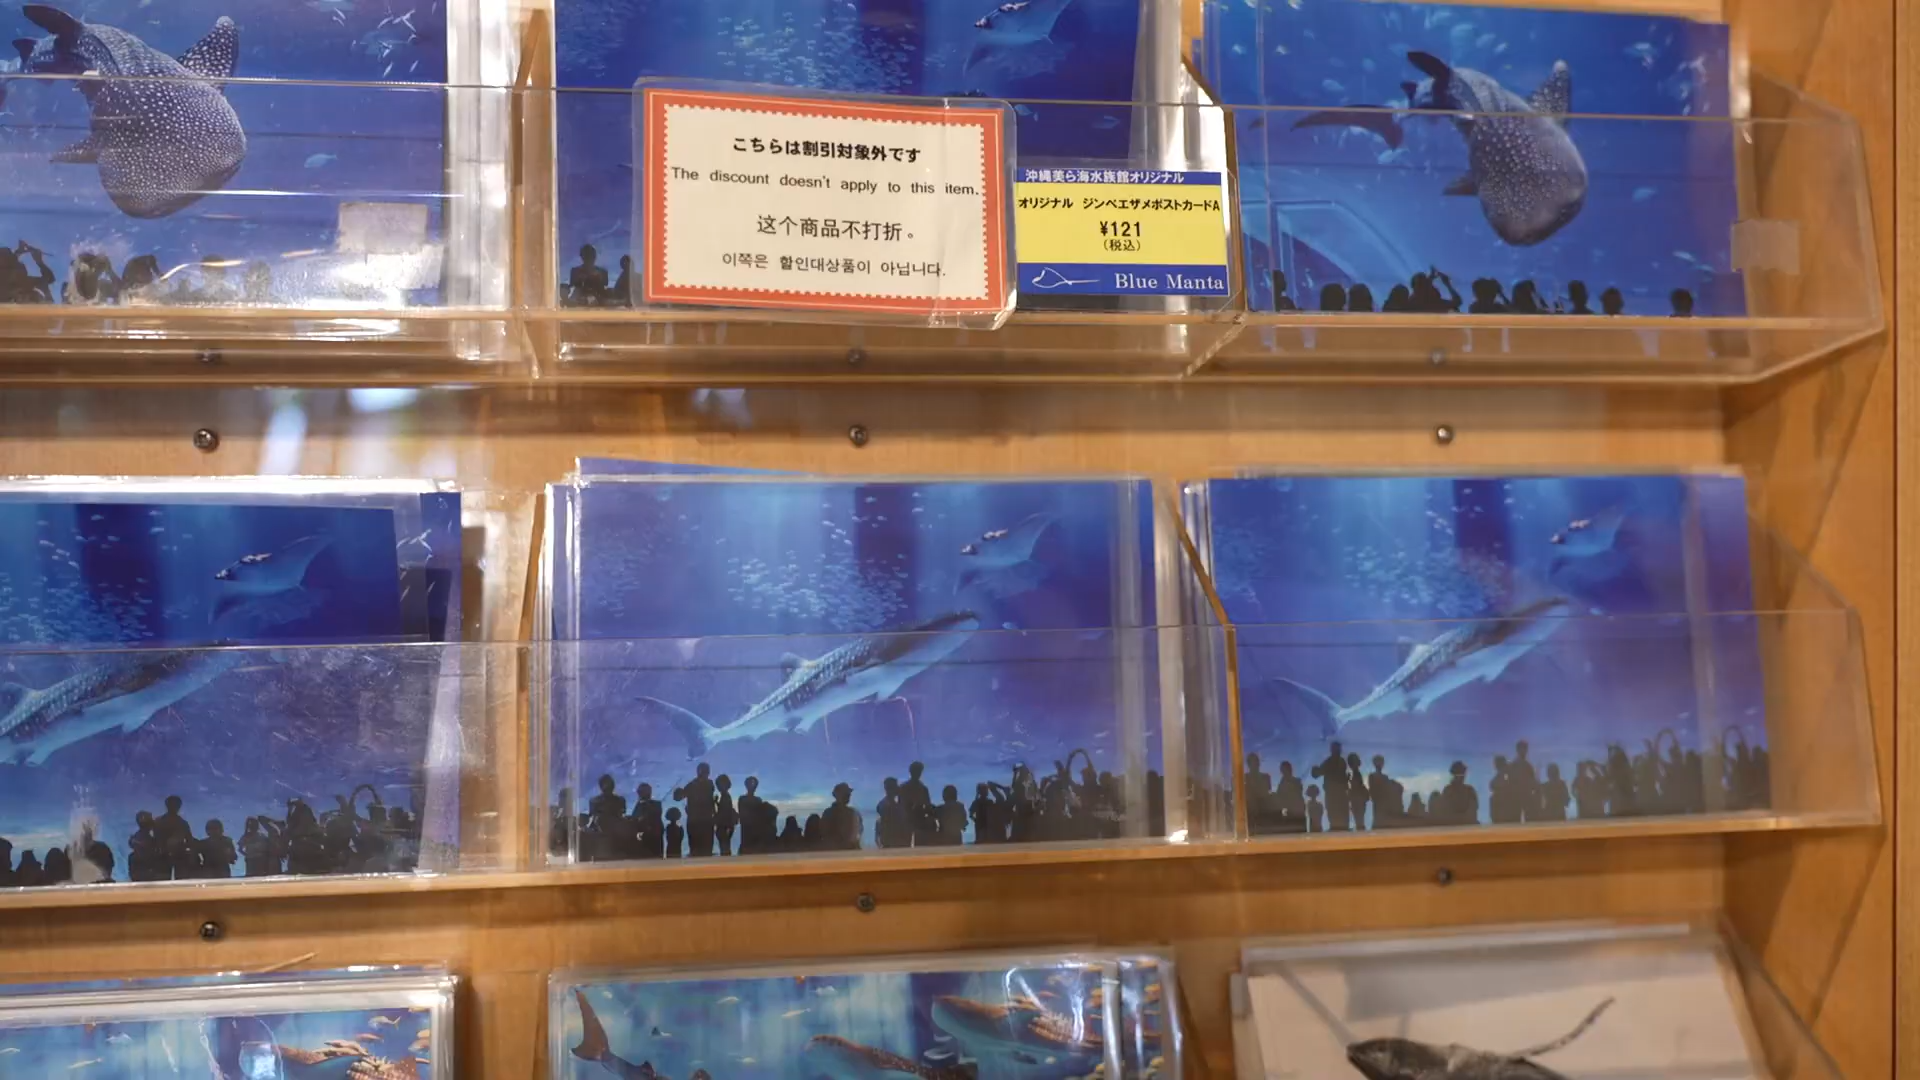 こちらは割引対象外です
The discount doesn't apply to this item.
这个商品不打折。
이쪽은 할인대상품이 아닙니다.
沖縄美ら海水族館オリジナル
オリジナル ジンベエザメポストカードA
¥121
(税込)
Blue Manta